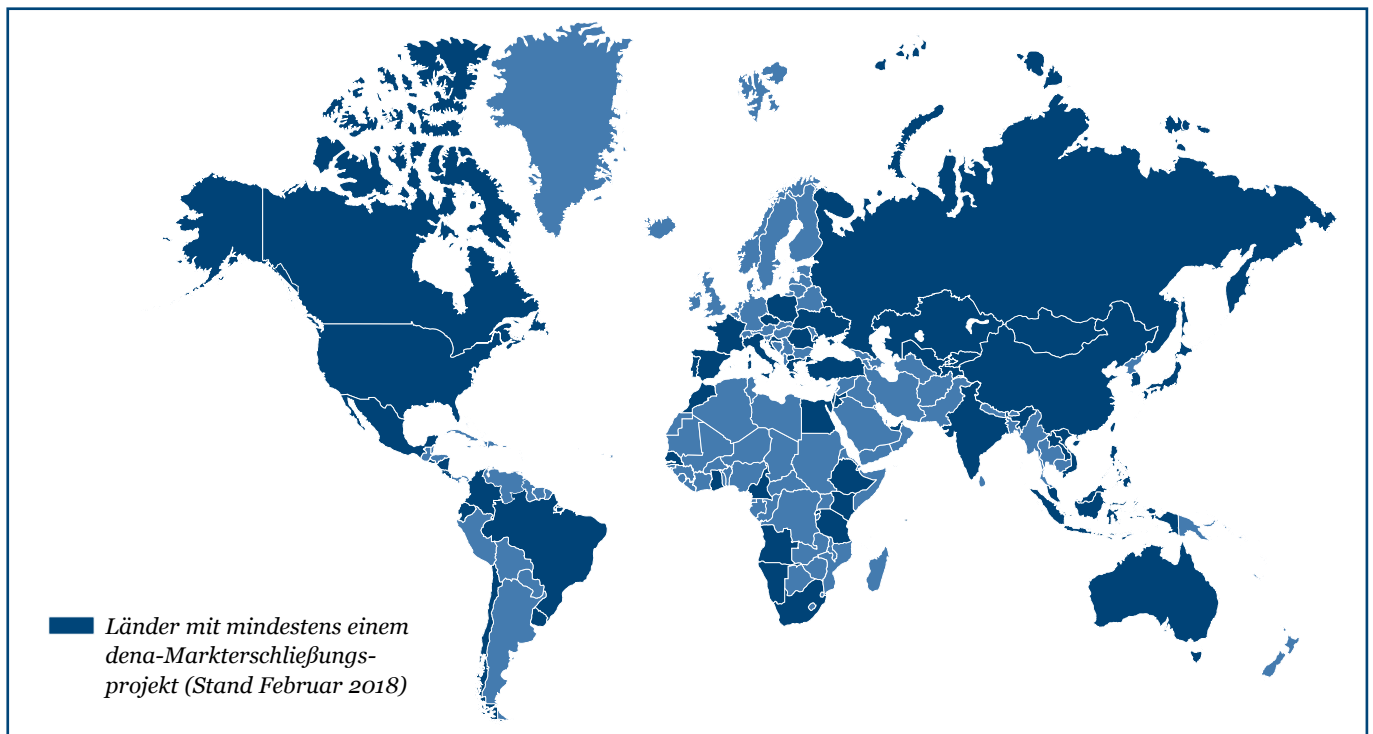 Länder mit mindestens einem
dena-Markterschließungs-
projekt (Stand Februar 2018)